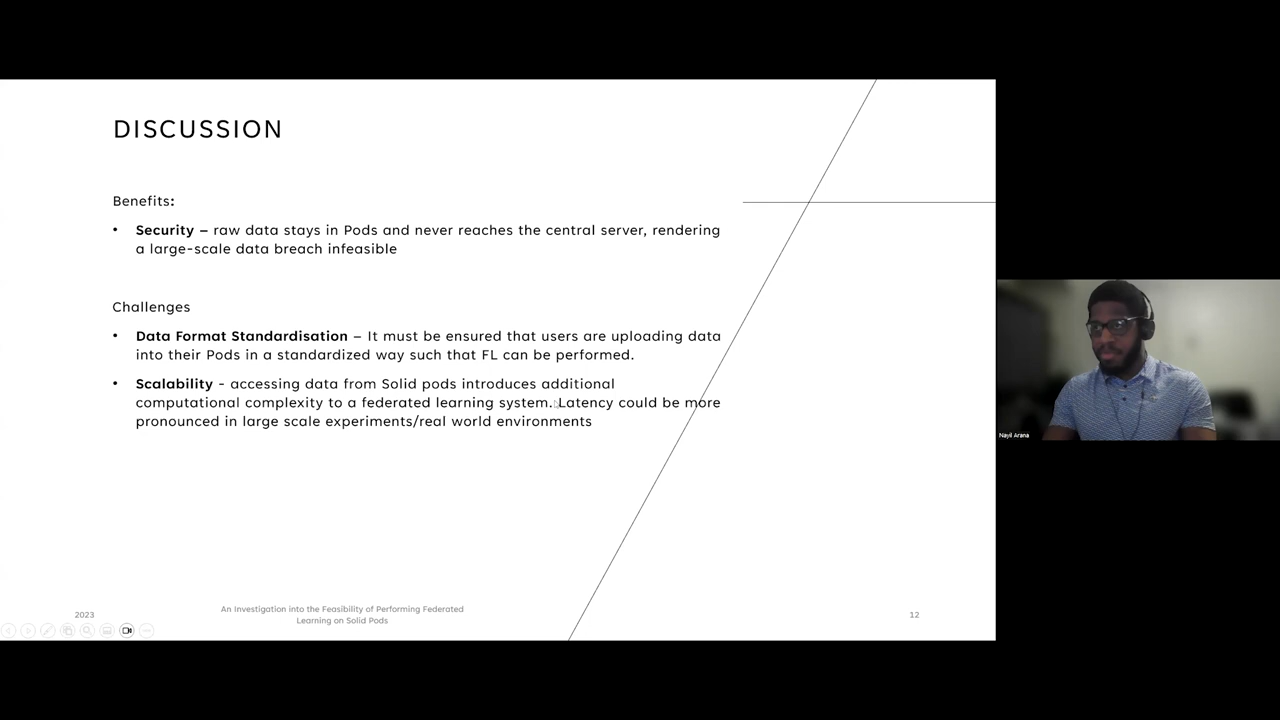 DISCUSSION
Benefits:
• Security – raw data stays in Pods and never reaches the central server, rendering
a large-scale data breach infeasible
Challenges
• Data Format Standardisation – It must be ensured that users are uploading data
into their Pods in a standardized way such that FL can be performed.
• Scalability - accessing data from Solid pods introduces additional
computational complexity to a federated learning system. Latency could be more
pronounced in large scale experiments/real world environments
2023
An Investigation into the Feasibility of Performing Federated
Learning on Solid Pods
12
Nayil Arana